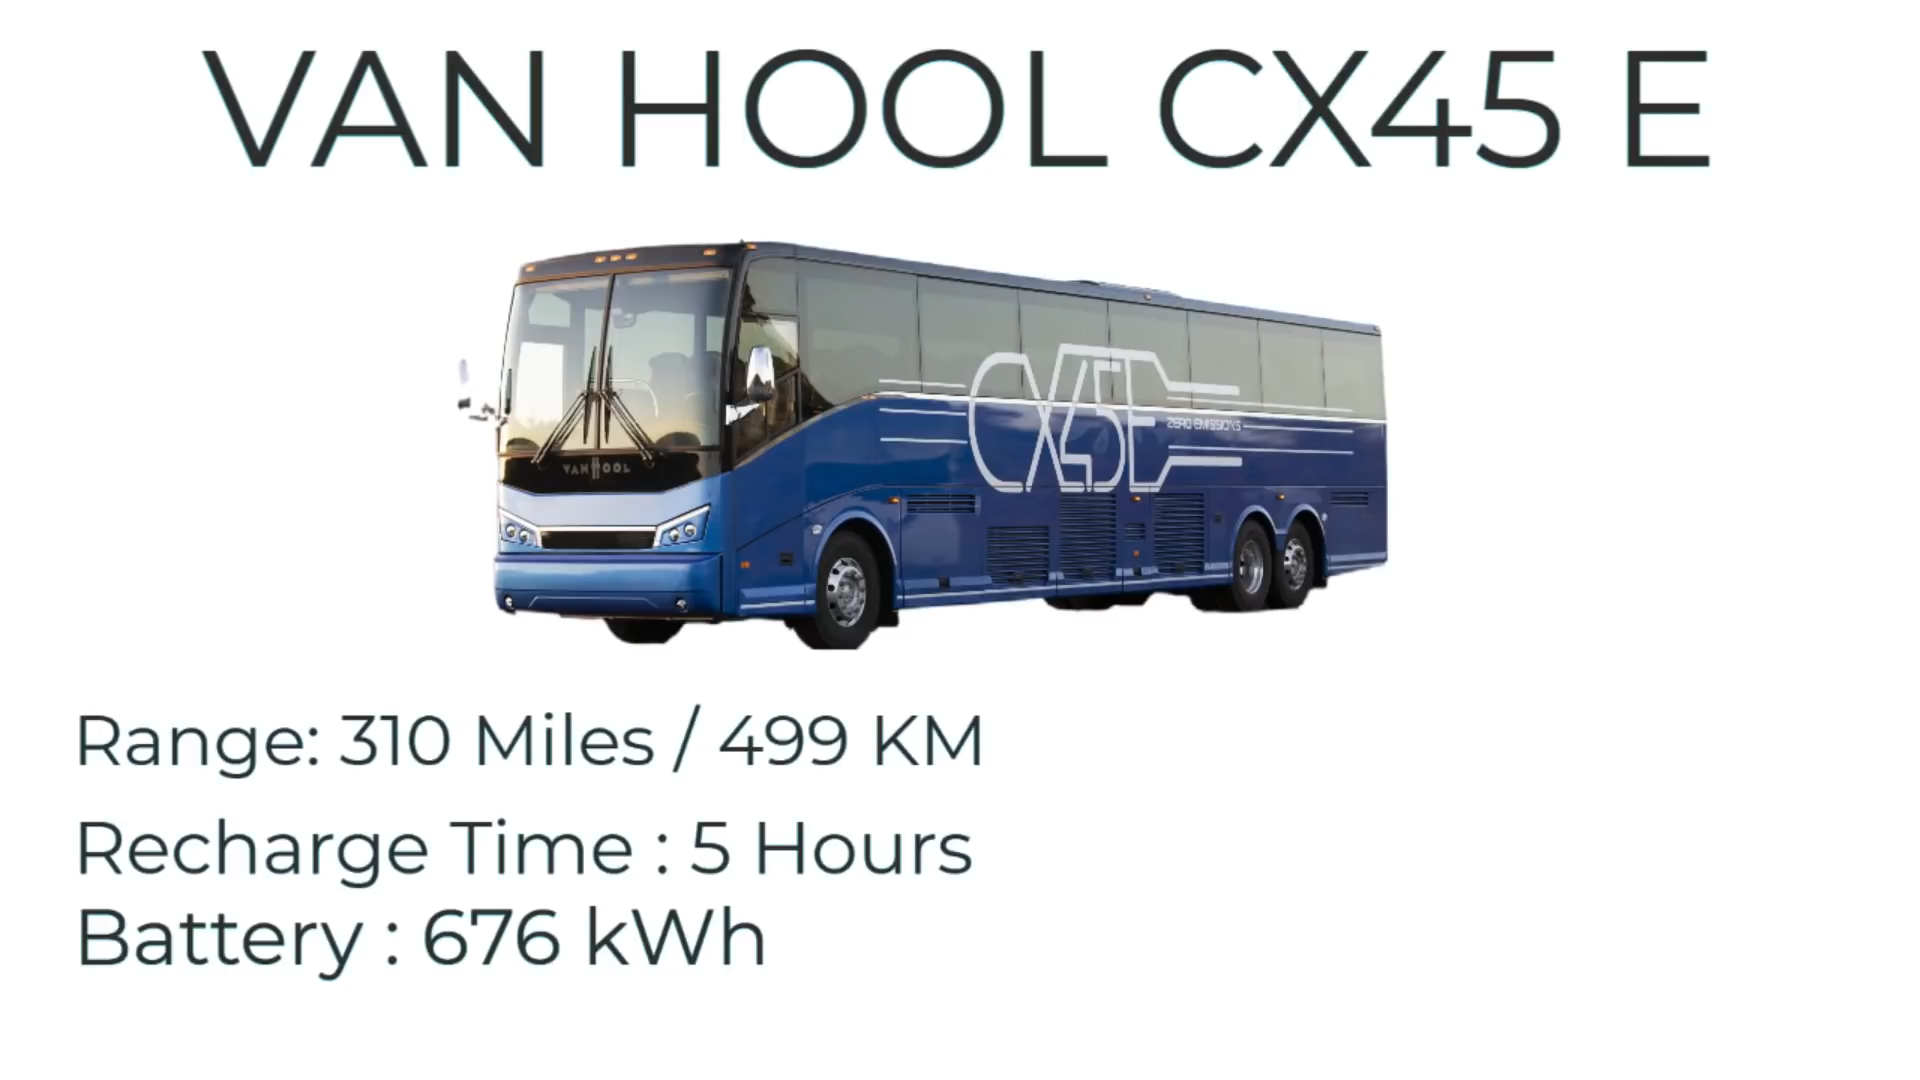 VAN HOOL CX45 E
CX45E
ZERO EMISSIONS
VAN HOOL
Range: 310 Miles / 499 KM
Recharge Time : 5 Hours
Battery : 676 kWh